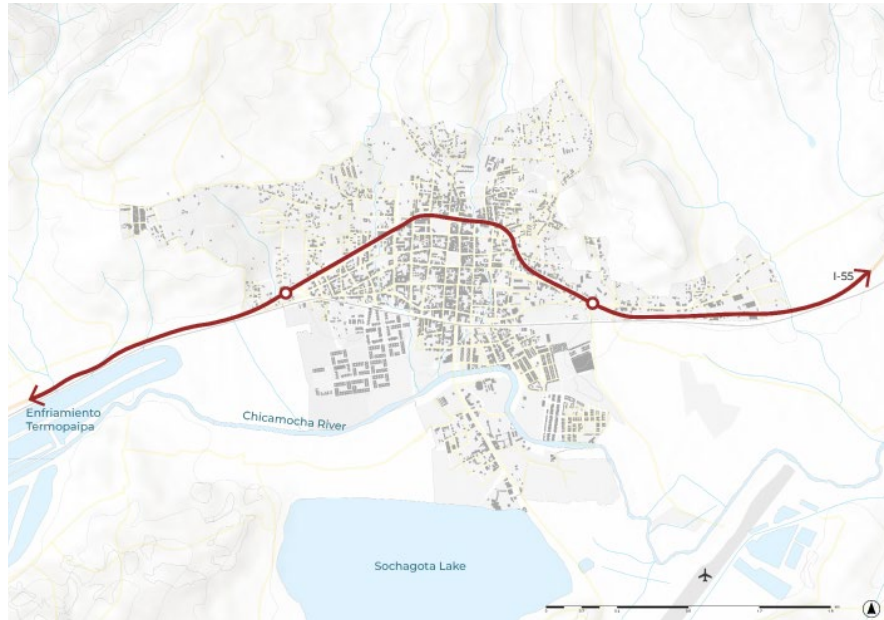 I-55
Enfriamiento
Termopaipa
Chicamocha River
Sochagota Lake